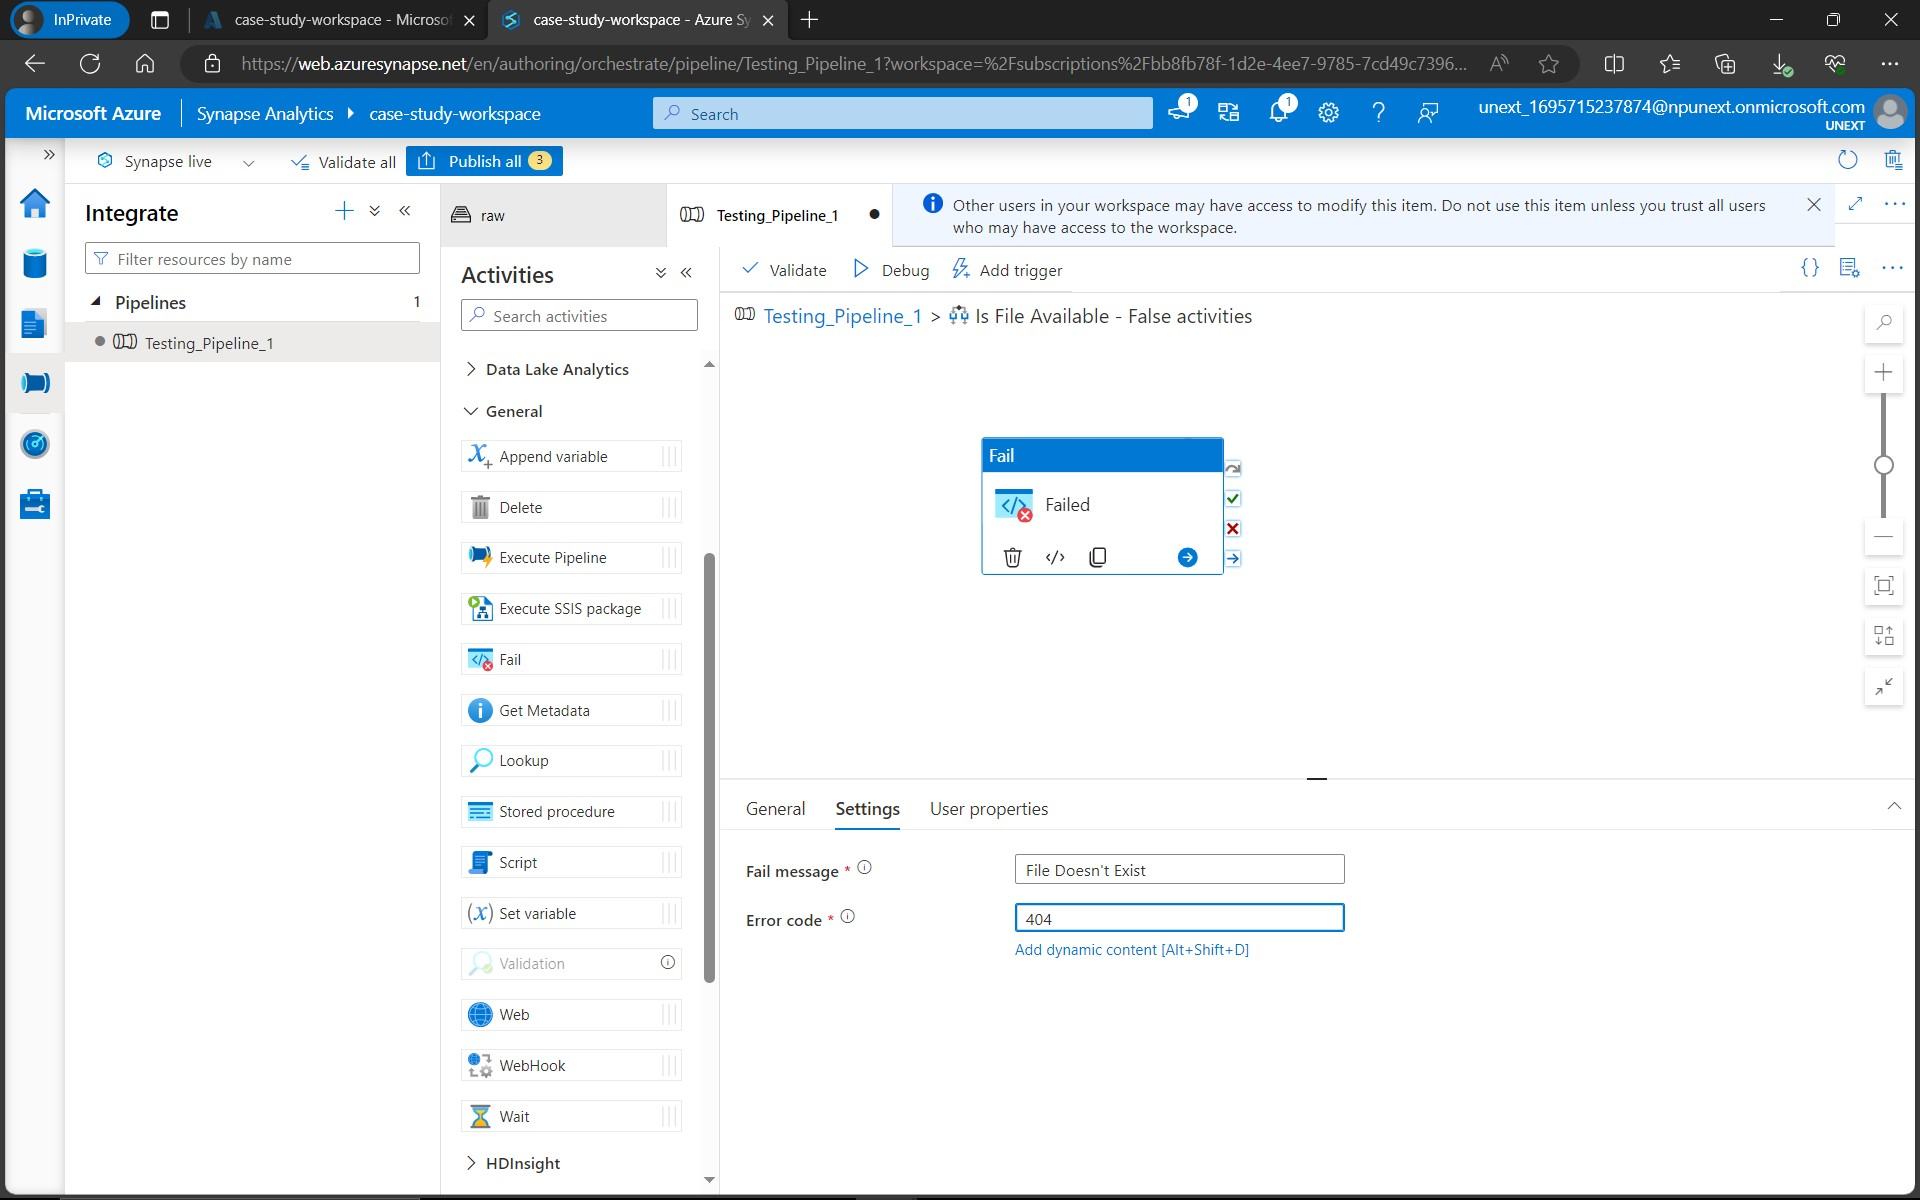 InPrivate
case-study-workspace - Microso
case-study-workspace - Azure Sy
https://web.azuresynapse.net/en/authoring/orchestrate/pipeline/Testing_Pipeline_1?workspace=%2Fsubscriptions%2Fbb8fb78f-1d2e-4ee7-9785-7cd49c7396...
Microsoft Azure
Synapse Analytics
case-study-workspace
Search
1
1
unext_1695715237874@npunext.onmicrosoft.com
UNEXT
Synapse live
Validate all
Publish all 3
Integrate
Filter resources by name
Pipelines 1
Testing_Pipeline_1
raw
Testing_Pipeline_1
Other users in your workspace may have access to modify this item. Do not use this item unless you trust all users
who may have access to the workspace.
Activities
Search activities
Data Lake Analytics
General
Append variable
Delete
Execute Pipeline
Execute SSIS package
Fail
Get Metadata
Lookup
Stored procedure
Script
Set variable
Validation
Web
WebHook
Wait
HDInsight
Validate
Debug
Add trigger
Testing_Pipeline_1 > Is File Available - False activities
Fail
Failed
General
Settings
User properties
Fail message *
File Doesn't Exist
Error code *
404
Add dynamic content [Alt+Shift+D]